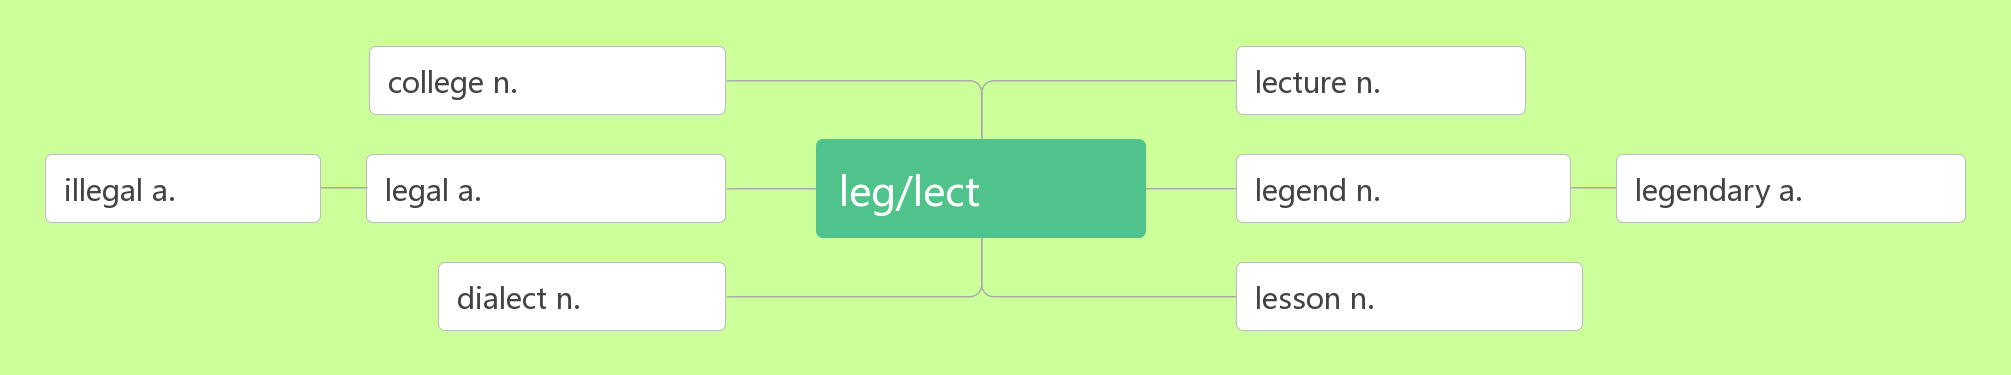 college n.
lecture n.
illegal a.
legal a.
leg/lect
legend n.
legendary a.
dialect n.
lesson n.